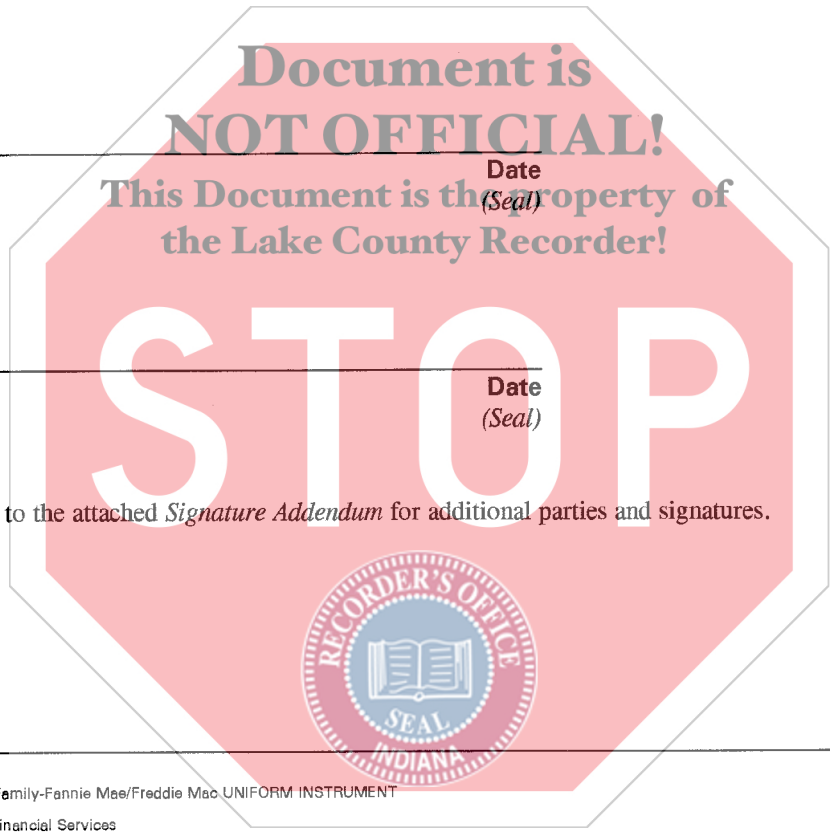 Document is
NOT OFFICIAL!
Date
This Document is the property of
(Seal)
the Lake County Recorder!
STOP
Date
(Seal)
to the attached Signature Addendum for additional parties and signatures.
RECORDER'S OFFICE
SEAL
INDIANA
amily-Fannie Mae/Freddie Mac UNIFORM INSTRUMENT
inancial Services